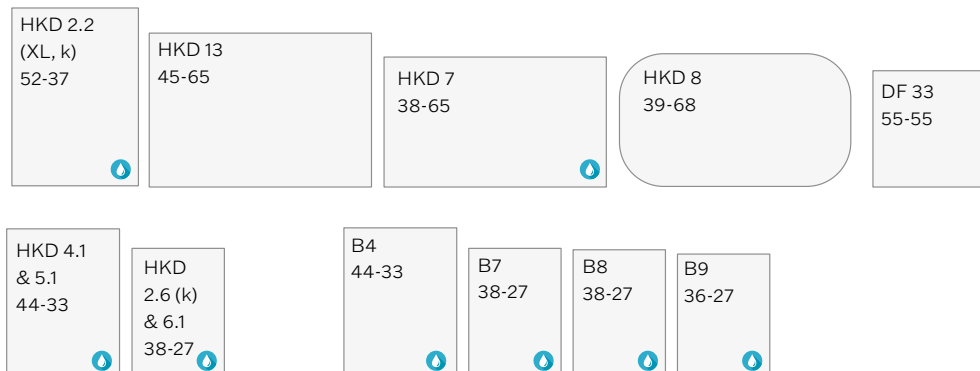 HKD 2.2
(XL, k)
52-37
HKD 13
45-65
HKD 7
38-65
HKD 8
39-68
DF 33
55-55
HKD 4.1
& 5.1
44-33
HKD
2.6 (k)
& 6.1
38-27
B4
44-33
B7
38-27
B8
38-27
B9
36-27